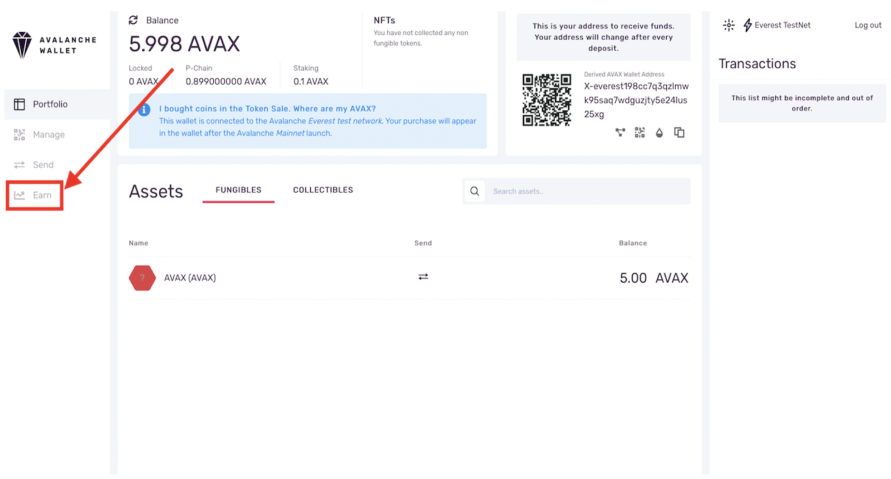 AVALANCHE
WALLET
Portfolio
Manage
Send
Earn
Balance
5.998 AVAX
Locked
0 AVAX
P-Chain
0.899000000 AVAX
Staking
0.1 AVAX
NFTs
You have not collected any non
fungible tokens.
I bought coins in the Token Sale. Where are my AVAX?
This wallet is connected to the Avalanche Everest test network. Your purchase will appear
in the wallet after the Avalanche Mainnet launch.
This is your address to receive funds.
Your address will change after every
deposit.
Derived AVAX Wallet Address
X-everest198cc7q3qzlmw
k95saq7wdguzjty5e24lus
25xg
Assets
FUNGIBLES
COLLECTIBLES
Search assets..
Name
Send
Balance
?
AVAX (AVAX)
5.00 AVAX
Everest TestNet
Log out
Transactions
This list might be incomplete and out of
order.